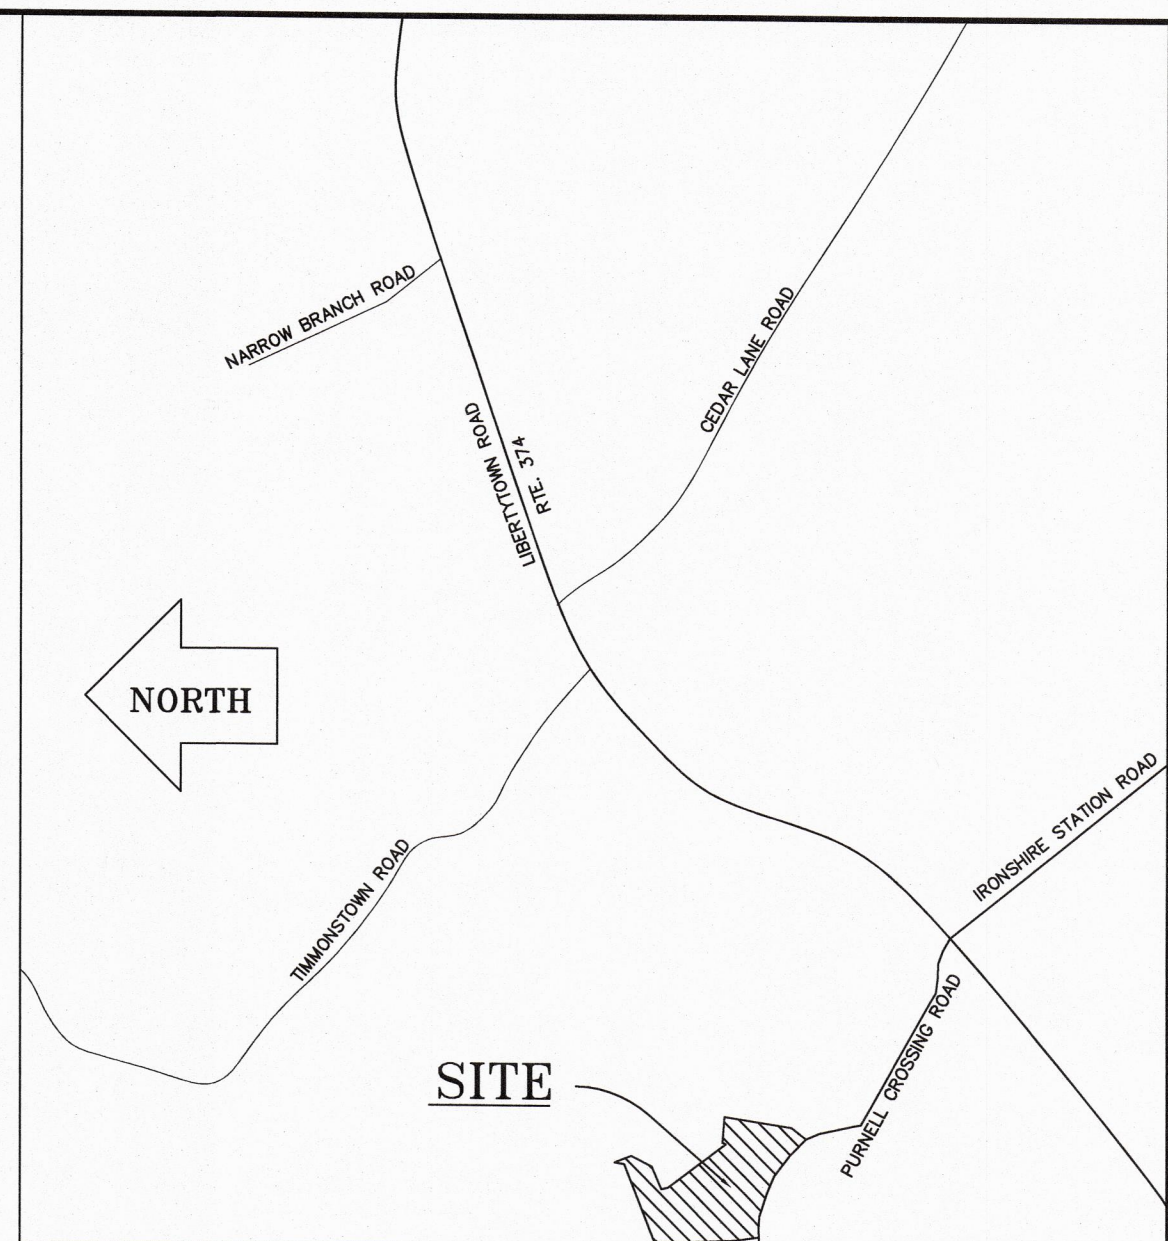 NARROW BRANCH ROAD
CEDAR LANE ROAD
LIBERTYTOWN ROAD
RTE. 374
NORTH
IRONSHIRE STATION ROAD
TIMMONSTOWN ROAD
PURNELL CROSSING ROAD
SITE